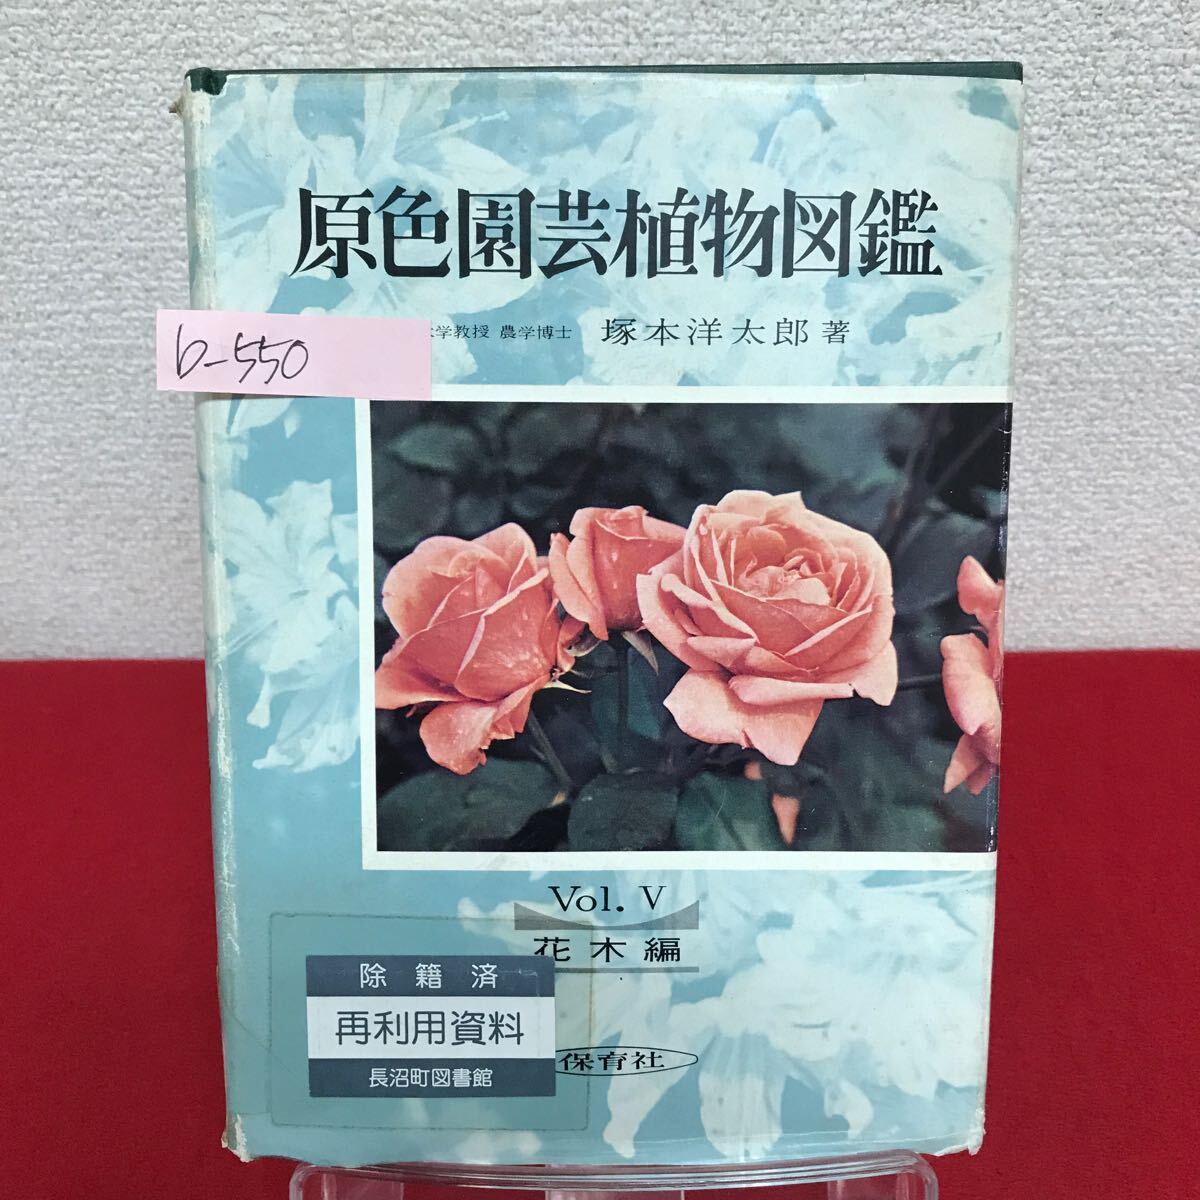 原色園芸植物図鑑
学教授 農学博士 塚本洋太郎 著
b-550
Vol. V
花木編
除籍済
再利用資料
長沼町図書館
保育社